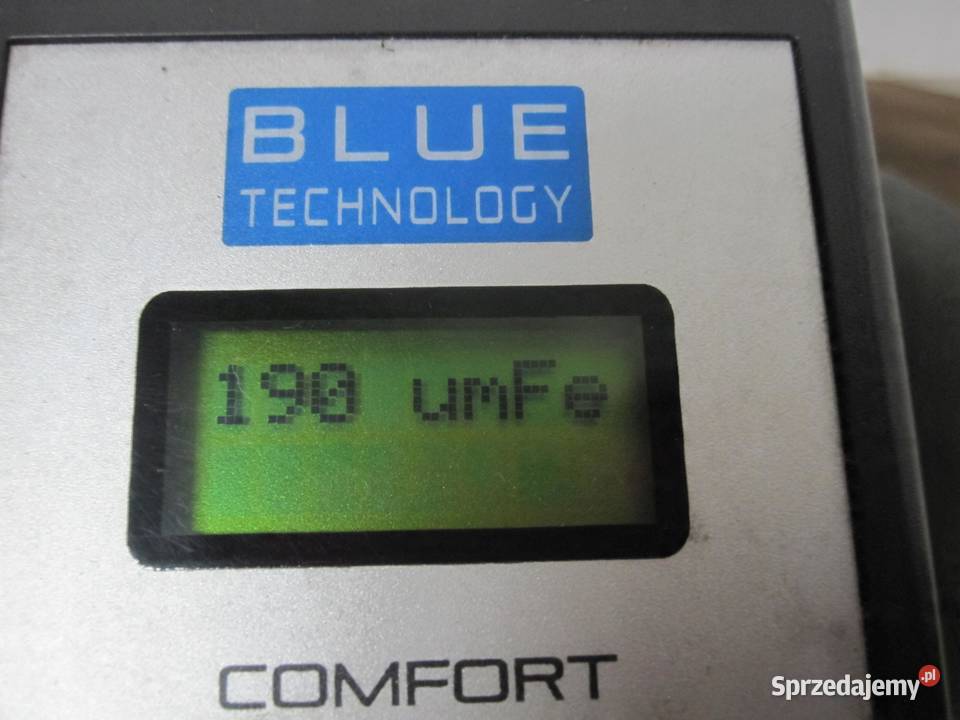 BLUE
TECHNOLOGY
190 umFe
COMFORT
Sprzedajemy.pl